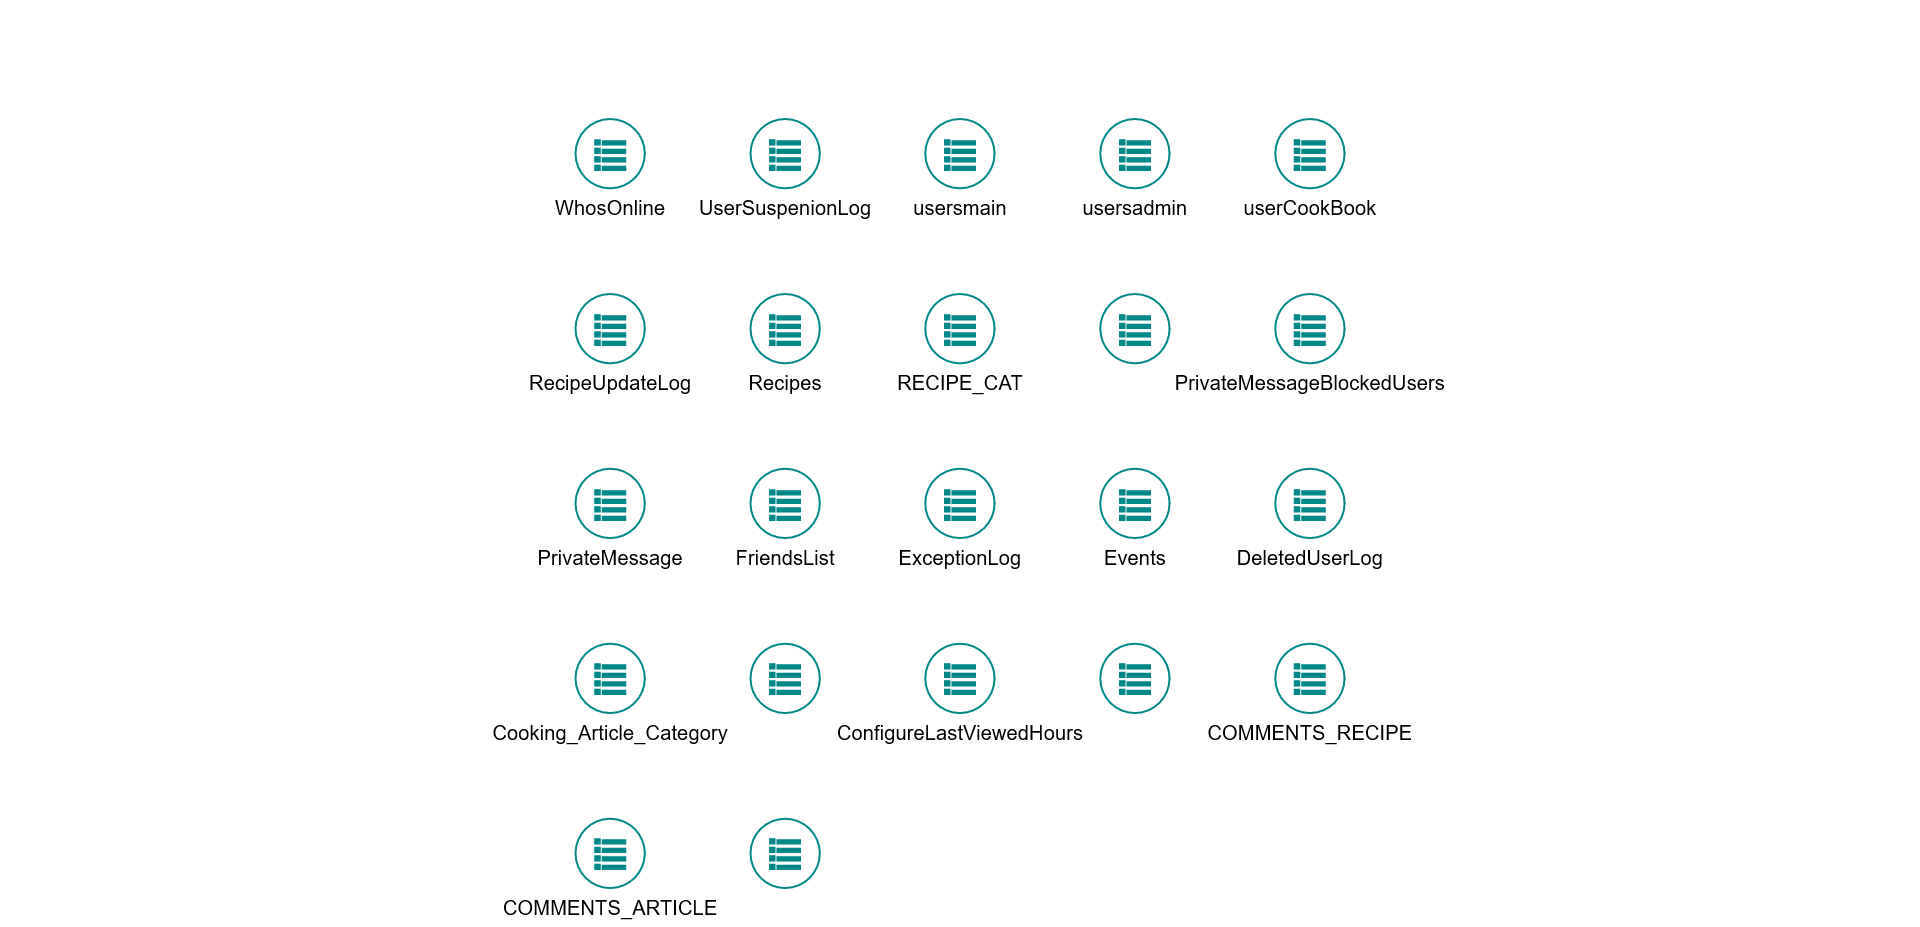 WhosOnline
UserSuspenionLog
usersmain
usersadmin
userCookBook
RecipeUpdateLog
Recipes
RECIPE_CAT
PrivateMessageBlockedUsers
PrivateMessage
FriendsList
ExceptionLog
Events
DeletedUserLog
Cooking_Article_Category
ConfigureLastViewedHours
COMMENTS_RECIPE
COMMENTS_ARTICLE